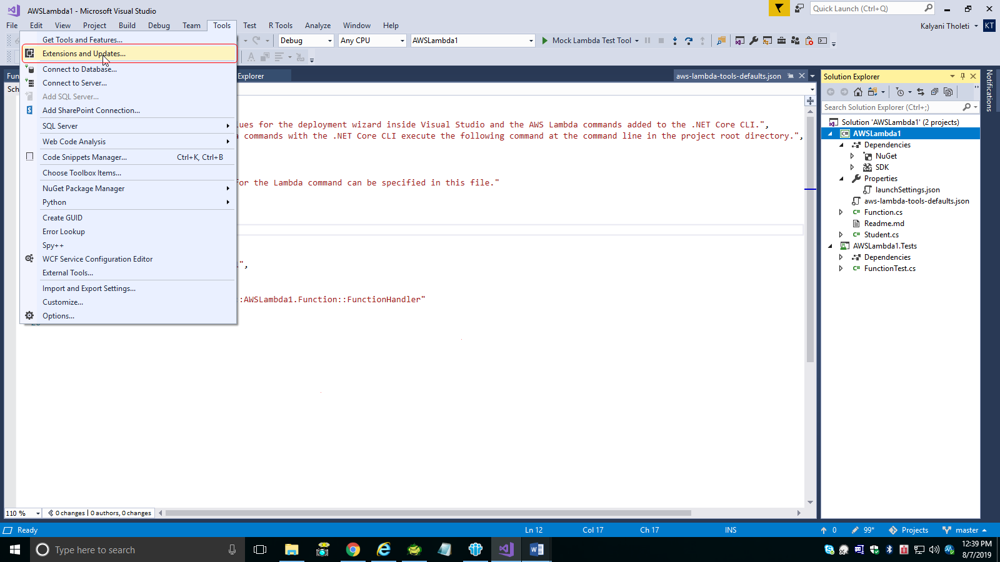 AWSLambda1 - Microsoft Visual Studio
Quick Launch (Ctrl+Q)
File Edit View Project Build Debug Team Tools Test R Tools Analyze Window Help
Kalyani Tholeti KT
Debug Any CPU AWSLambda1 Mock Lambda Test Tool
Get Tools and Features...
Extensions and Updates...
Connect to Database...
Connect to Server...
Add SQL Server...
Add SharePoint Connection...
SQL Server
Web Code Analysis
Code Snippets Manager... Ctrl+K, Ctrl+B
Choose Toolbox Items...
NuGet Package Manager
Python
Create GUID
Error Lookup
Spy++
WCF Service Configuration Editor
External Tools...
Import and Export Settings...
Customize...
Options...
Fun
Explorer
aws-lambda-tools-defaults.json
Sch
lues for the deployment wizard inside Visual Studio and the AWS Lambda commands added to the .NET Core CLI.",
a commands with the .NET Core CLI execute the following command at the command line in the project root directory.",
for the Lambda command can be specified in this file."
",
:AWSLambda1.Function::FunctionHandler"
Solution Explorer
Search Solution Explorer (Ctrl+;)
Solution 'AWSLambda1' (2 projects)
C# AWSLambda1
Dependencies
NuGet
SDK
Properties
launchSettings.json
aws-lambda-tools-defaults.json
C# Function.cs
Readme.md
C# Student.cs
AWSLambda1.Tests
Dependencies
C# FunctionTest.cs
Notifications
110 % 0 changes | 0 authors, 0 changes
Ready Ln 12 Col 17 Ch 17 INS 0 99* Projects master
Type here to search
12:39 PM
8/7/2019